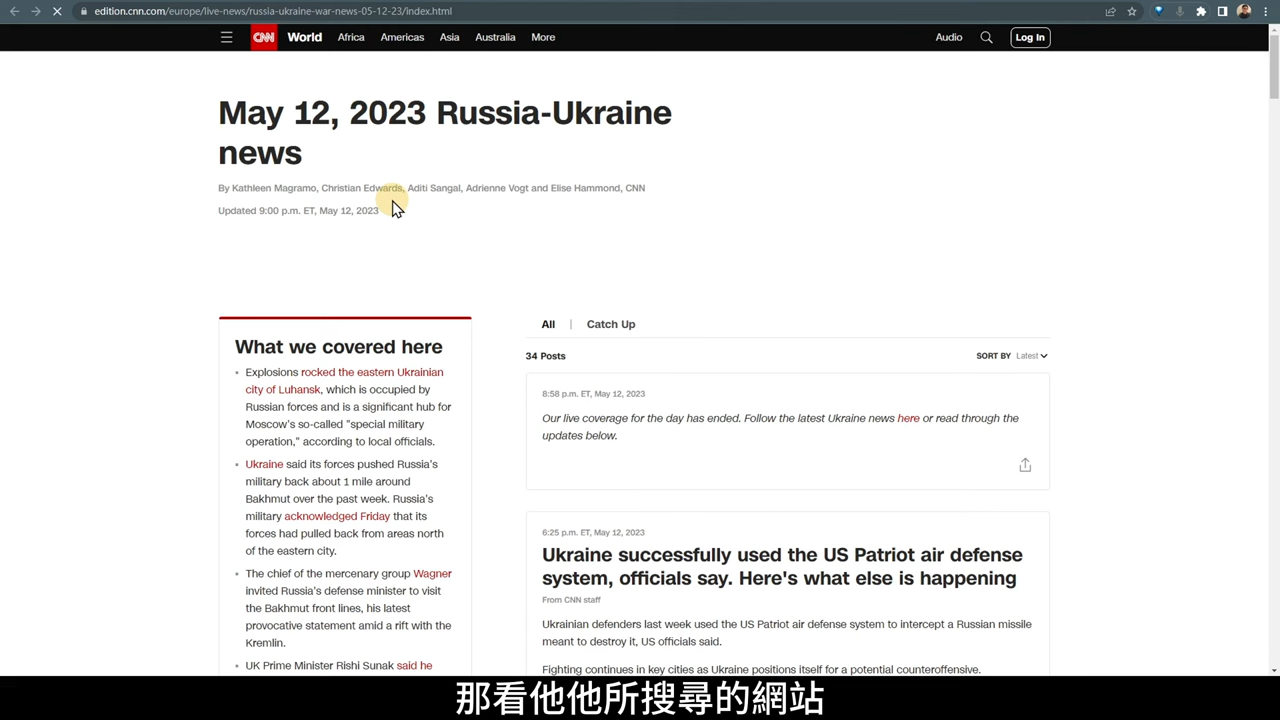 edition.cnn.com/europe/live-news/russia-ukraine-war-news-05-12-23/index.html
CNN World Africa Americas Asia Australia More Audio Log In
May 12, 2023 Russia-Ukraine
news
By Kathleen Magramo, Christian Edwards, Aditi Sangal, Adrienne Vogt and Elise Hammond, CNN
Updated 9:00 p.m. ET, May 12, 2023
What we covered here
• Explosions rocked the eastern Ukrainian
city of Luhansk, which is occupied by
Russian forces and is a significant hub for
Moscow's so-called "special military
operation," according to local officials.
• Ukraine said its forces pushed Russia's
military back about 1 mile around
Bakhmut over the past week. Russia's
military acknowledged Friday that its
forces had pulled back from areas north
of the eastern city.
• The chief of the mercenary group Wagner
invited Russia's defense minister to visit
the Bakhmut front lines, his latest
provocative statement amid a rift with the
Kremlin.
• UK Prime Minister Rishi Sunak said he
All | Catch Up
34 Posts
SORT BY Latest
8:58 p.m. ET, May 12, 2023
Our live coverage for the day has ended. Follow the latest Ukraine news here or read through the
updates below.
6:25 p.m. ET, May 12, 2023
Ukraine successfully used the US Patriot air defense
system, officials say. Here's what else is happening
From CNN staff
Ukrainian defenders last week used the US Patriot air defense system to intercept a Russian missile
meant to destroy it, US officials said.
Fighting continues in key cities as Ukraine positions itself for a potential counteroffensive.
那看他他所搜尋的網站